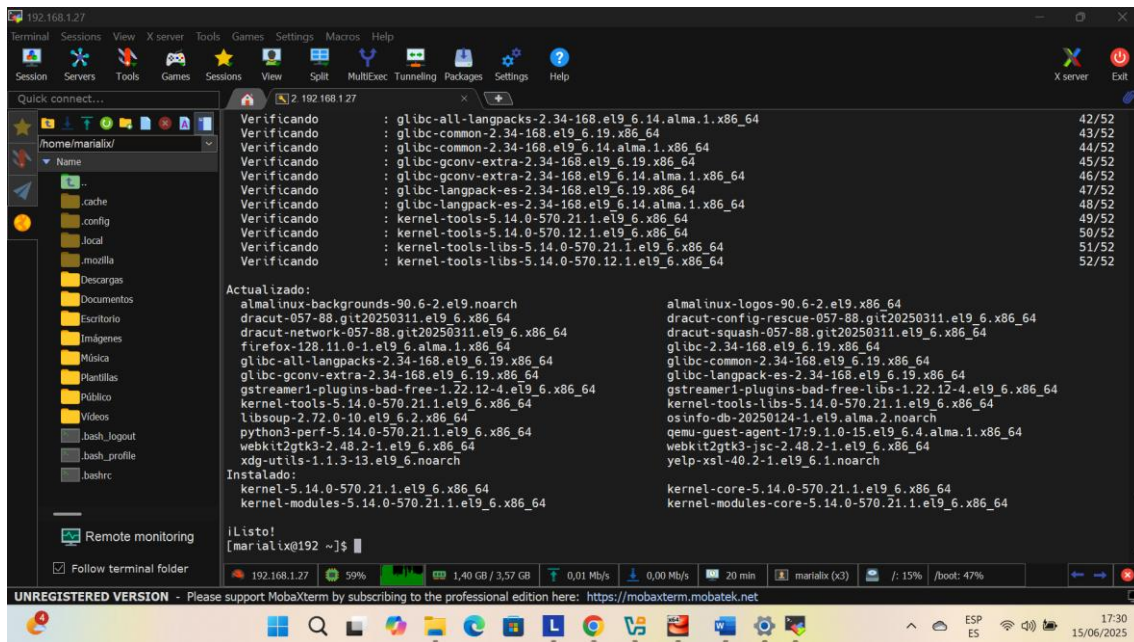 192.168.1.27
Terminal Sessions View X server Tools Games Settings Macros Help
Session Servers Tools Games Sessions View Split MultiExec Tunneling Packages Settings Help X server Exit
Quick connect...
2. 192.168.1.27
/home/marialix/
Name
..
.cache
.config
.local
.mozilla
Descargas
Documentos
Escritorio
Imágenes
Música
Plantillas
Público
Vídeos
.bash_logout
.bash_profile
.bashrc
Remote monitoring
Follow terminal folder
Verificando : glibc-all-langpacks-2.34-168.el9_6.14.alma.1.x86_64 42/52
Verificando : glibc-common-2.34-168.el9_6.19.x86_64 43/52
Verificando : glibc-common-2.34-168.el9_6.14.alma.1.x86_64 44/52
Verificando : glibc-gconv-extra-2.34-168.el9_6.19.x86_64 45/52
Verificando : glibc-gconv-extra-2.34-168.el9_6.14.alma.1.x86_64 46/52
Verificando : glibc-langpack-es-2.34-168.el9_6.19.x86_64 47/52
Verificando : glibc-langpack-es-2.34-168.el9_6.14.alma.1.x86_64 48/52
Verificando : kernel-tools-5.14.0-570.21.1.el9_6.x86_64 49/52
Verificando : kernel-tools-5.14.0-570.12.1.el9_6.x86_64 50/52
Verificando : kernel-tools-libs-5.14.0-570.21.1.el9_6.x86_64 51/52
Verificando : kernel-tools-libs-5.14.0-570.12.1.el9_6.x86_64 52/52
Actualizado:
almalinux-backgrounds-90.6-2.el9.noarch almalinux-logos-90.6-2.el9.x86_64
dracut-057-88.git20250311.el9_6.x86_64 dracut-config-rescue-057-88.git20250311.el9_6.x86_64
dracut-network-057-88.git20250311.el9_6.x86_64 dracut-squash-057-88.git20250311.el9_6.x86_64
firefox-128.11.0-1.el9_6.alma.1.x86_64 glibc-2.34-168.el9_6.19.x86_64
glibc-all-langpacks-2.34-168.el9_6.19.x86_64 glibc-common-2.34-168.el9_6.19.x86_64
glibc-gconv-extra-2.34-168.el9_6.19.x86_64 glibc-langpack-es-2.34-168.el9_6.19.x86_64
gstreamer1-plugins-bad-free-1.22.12-4.el9_6.x86_64 gstreamer1-plugins-bad-free-libs-1.22.12-4.el9_6.x86_64
kernel-tools-5.14.0-570.21.1.el9_6.x86_64 kernel-tools-libs-5.14.0-570.21.1.el9_6.x86_64
libsoup-2.72.0-10.el9_6.2.x86_64 osinfo-db-20250124-1.el9.alma.2.noarch
python3-perf-5.14.0-570.21.1.el9_6.x86_64 qemu-guest-agent-17:9.1.0-15.el9_6.4.alma.1.x86_64
webkit2gtk3-2.48.2-1.el9_6.x86_64 webkit2gtk3-jsc-2.48.2-1.el9_6.x86_64
xdg-utils-1.1.3-13.el9_6.noarch yelp-xsl-40.2-1.el9_6.1.noarch
Instalado:
kernel-5.14.0-570.21.1.el9_6.x86_64 kernel-core-5.14.0-570.21.1.el9_6.x86_64
kernel-modules-5.14.0-570.21.1.el9_6.x86_64 kernel-modules-core-5.14.0-570.21.1.el9_6.x86_64
¡Listo!
[marialix@192 ~]$
192.168.1.27 59% 1,40 GB / 3,57 GB 0,01 Mb/s 0,00 Mb/s 20 min marialix (x3) /: 15% /boot: 47%
UNREGISTERED VERSION - Please support MobaXterm by subscribing to the professional edition here: https://mobaxterm.mobatek.net
4
ESP
ES
17:30
15/06/2025